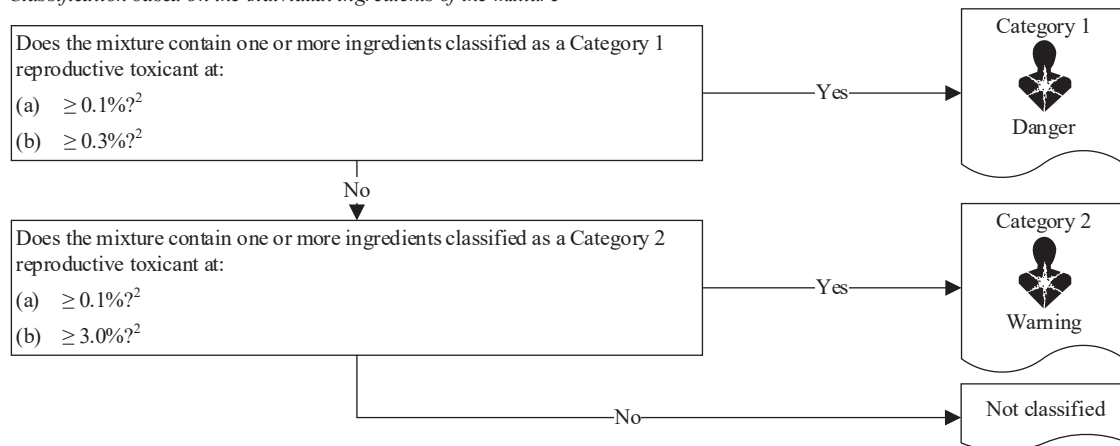 Classification based on the individual ingredients of the mixture
Does the mixture contain one or more ingredients classified as a Category 1
reproductive toxicant at:
(a) ≥ 0.1%?²
(b) ≥ 0.3%?²
Yes
Category 1
Danger
No
Does the mixture contain one or more ingredients classified as a Category 2
reproductive toxicant at:
(a) ≥ 0.1%?²
(b) ≥ 3.0%?²
Yes
Category 2
Warning
No
Not classified